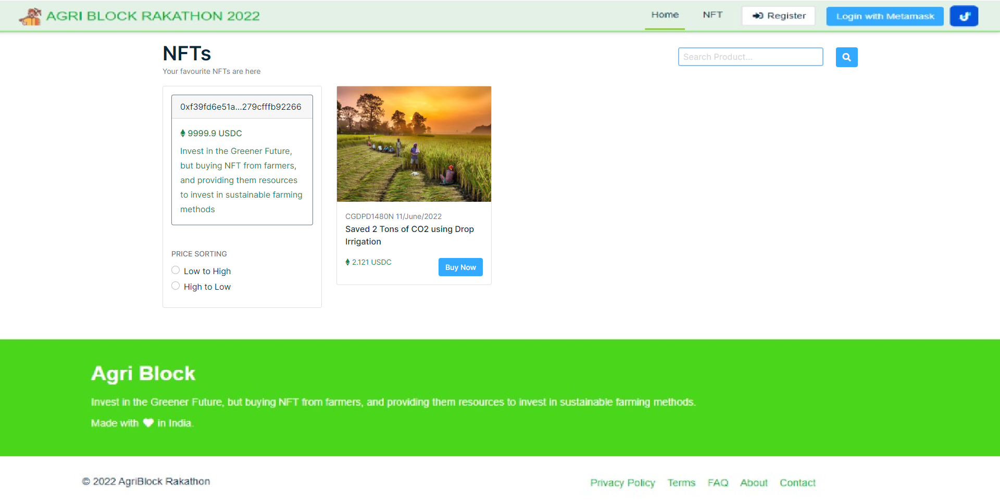 AGRI BLOCK RAKATHON 2022
Home
NFT
Register
Login with Metamask
NFTs
Your favourite NFTs are here
Search Product...
0xf39fd6e51a...279cfffb92266
9999.9 USDC
Invest in the Greener Future,
but buying NFT from farmers,
and providing them resources
to invest in sustainable farming
methods
PRICE SORTING
Low to High
High to Low
CGDPD1480N 11/June/2022
Saved 2 Tons of CO2 using Drop
Irrigation
2.121 USDC
Buy Now
Agri Block
Invest in the Greener Future, but buying NFT from farmers, and providing them resources to invest in sustainable farming methods.
Made with in India.
© 2022 AgriBlock Rakathon
Privacy Policy
Terms
FAQ
About
Contact